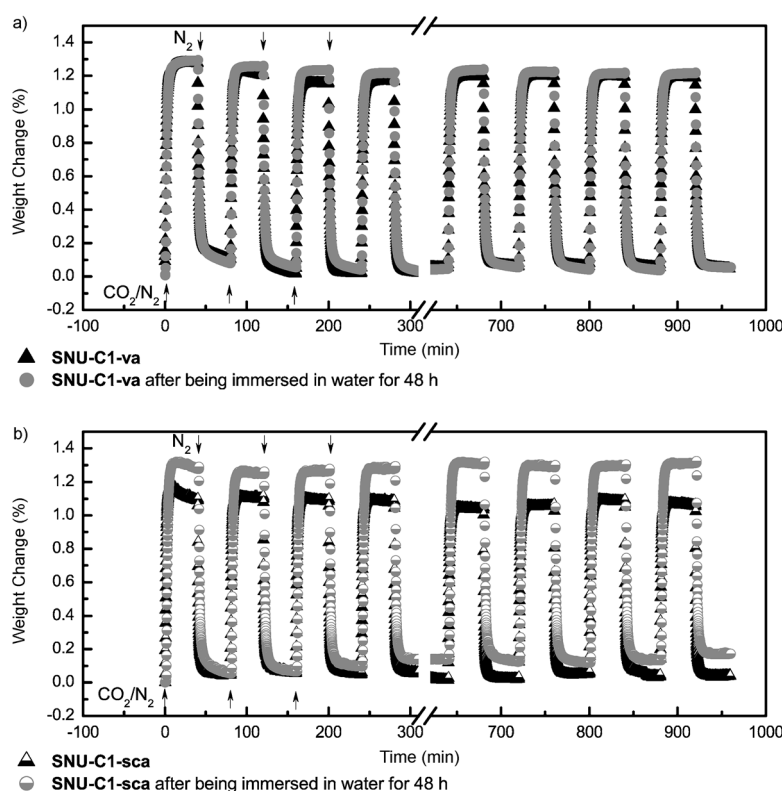 a)
N2
1.4
1.2
1.0
0.8
0.6
0.4
0.2
0.0
-0.2
Weight Change (%)
CO2/N2
-100 0 100 200 300 700 800 900 1000
Time (min)
SNU-C1-va
SNU-C1-va after being immersed in water for 48 h
b)
N2
1.4
1.2
1.0
0.8
0.6
0.4
0.2
0.0
-0.2
Weight Change (%)
CO2/N2
-100 0 100 200 300 700 800 900 1000
Time (min)
SNU-C1-sca
SNU-C1-sca after being immersed in water for 48 h